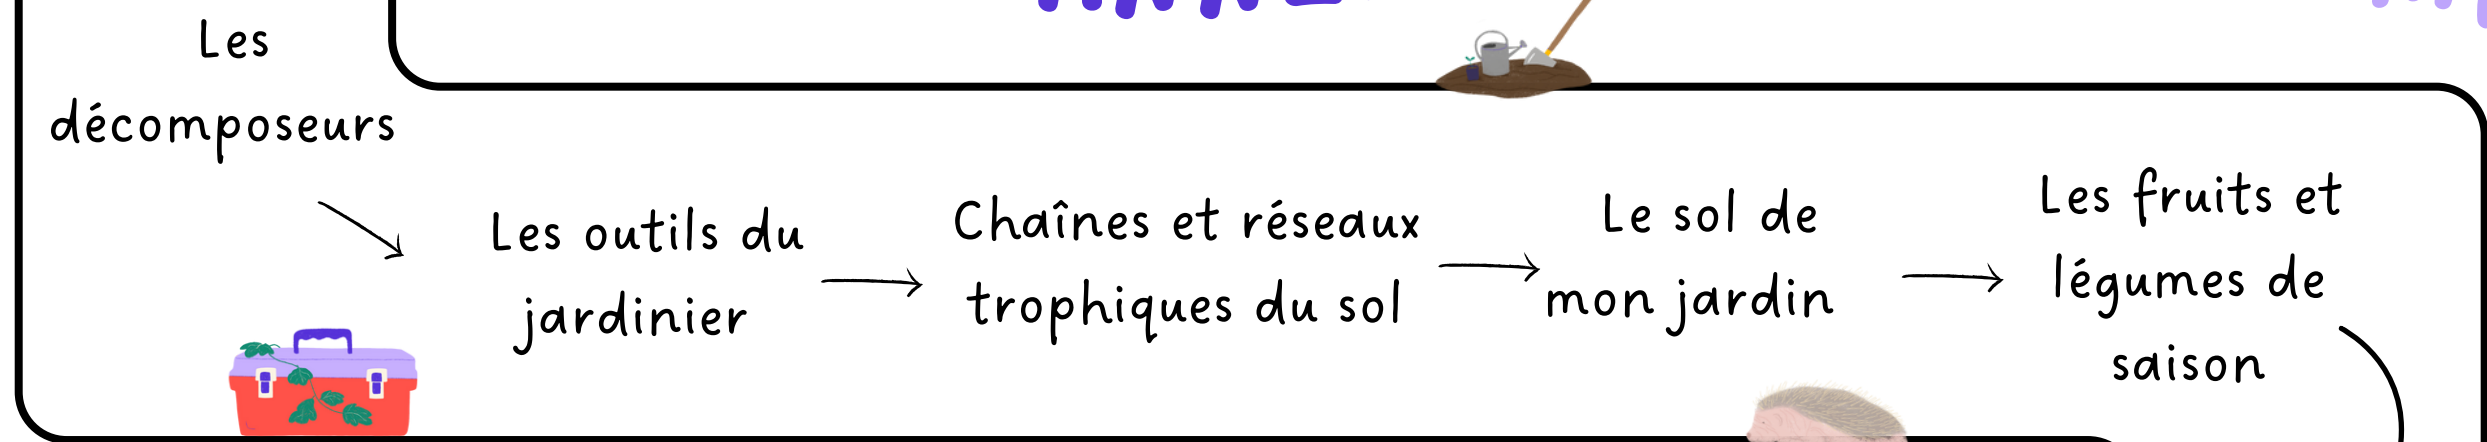 Les
décomposeurs
Les outils du
jardinier
Chaînes et réseaux
trophiques du sol
Le sol de
mon jardin
Les fruits et
légumes de
saison